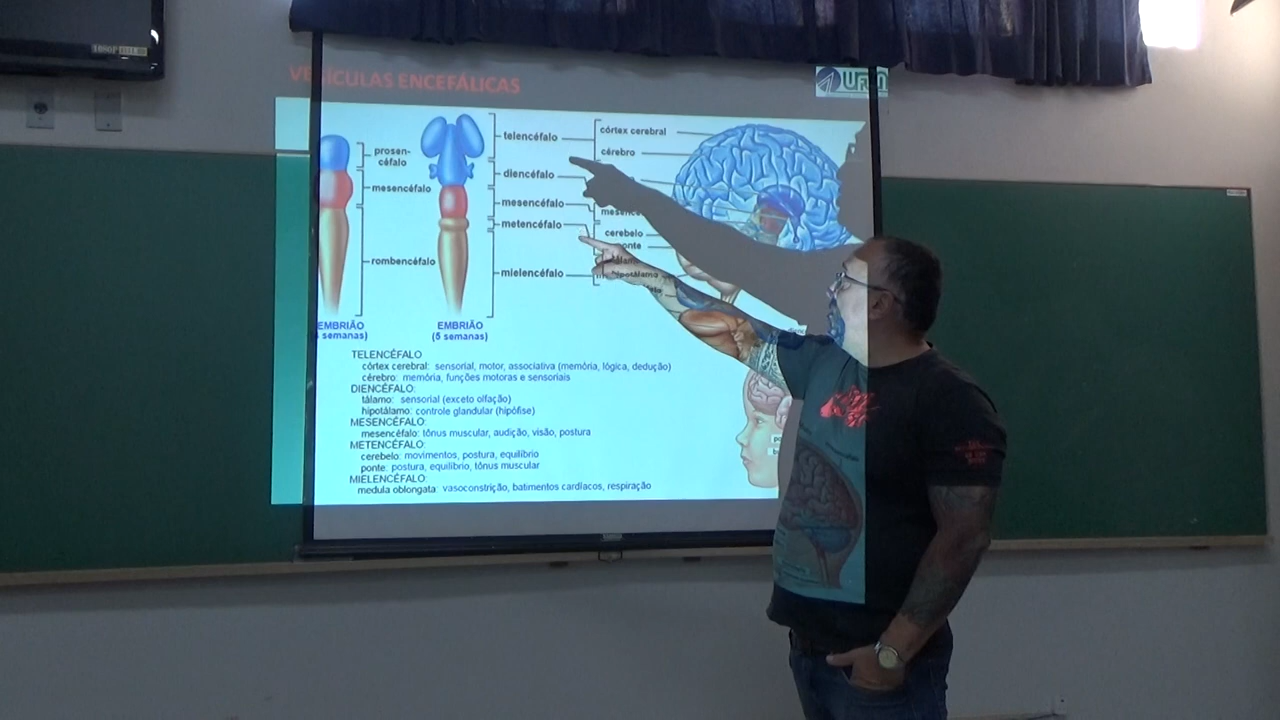 1080P
VESÍCULAS ENCEFÁLICAS
prosen-
céfalo
mesencéfalo
rombencéfalo
EMBRIÃO
semanas)
EMBRIÃO
(5 semanas)
telencéfalo
diencéfalo
mesencéfalo
metencéfalo
mielencéfalo
córtex cerebral
cérebro
cerebelo
ponte
tálamo
hipotálamo
TELENCÉFALO
córtex cerebral: sensorial, motor, associativa (memória, lógica, dedução)
cérebro: memória, funções motoras e sensoriais
DIENCÉFALO:
tálamo: sensorial (exceto olfação)
hipotálamo: controle glandular (hipófise)
MESENCÉFALO:
mesencéfalo: tônus muscular, audição, visão, postura
METENCÉFALO:
cerebelo: movimentos, postura, equilíbrio
ponte: postura, equilíbrio, tônus muscular
MIELENCÉFALO:
medula oblongata: vasoconstrição, batimentos cardíacos, respiração